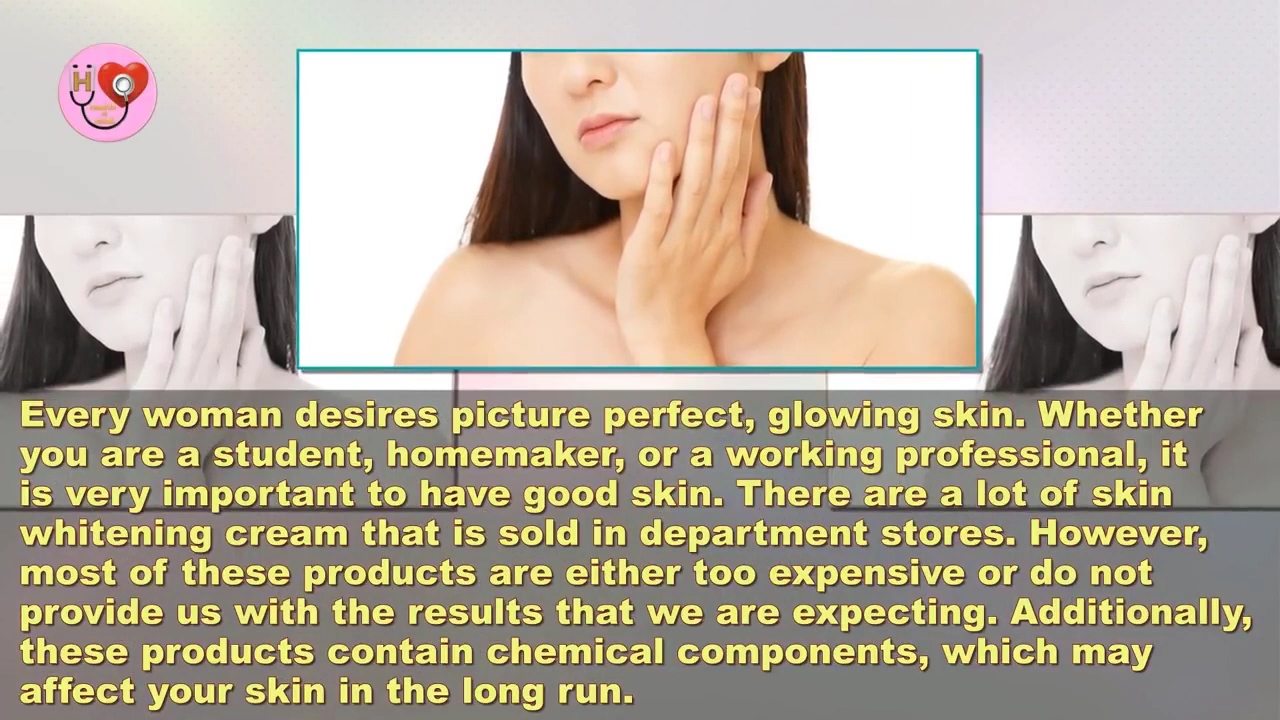 H
Every woman desires picture perfect, glowing skin. Whether
you are a student, homemaker, or a working professional, it
is very important to have good skin. There are a lot of skin
whitening cream that is sold in department stores. However,
most of these products are either too expensive or do not
provide us with the results that we are expecting. Additionally,
these products contain chemical components, which may
affect your skin in the long run.